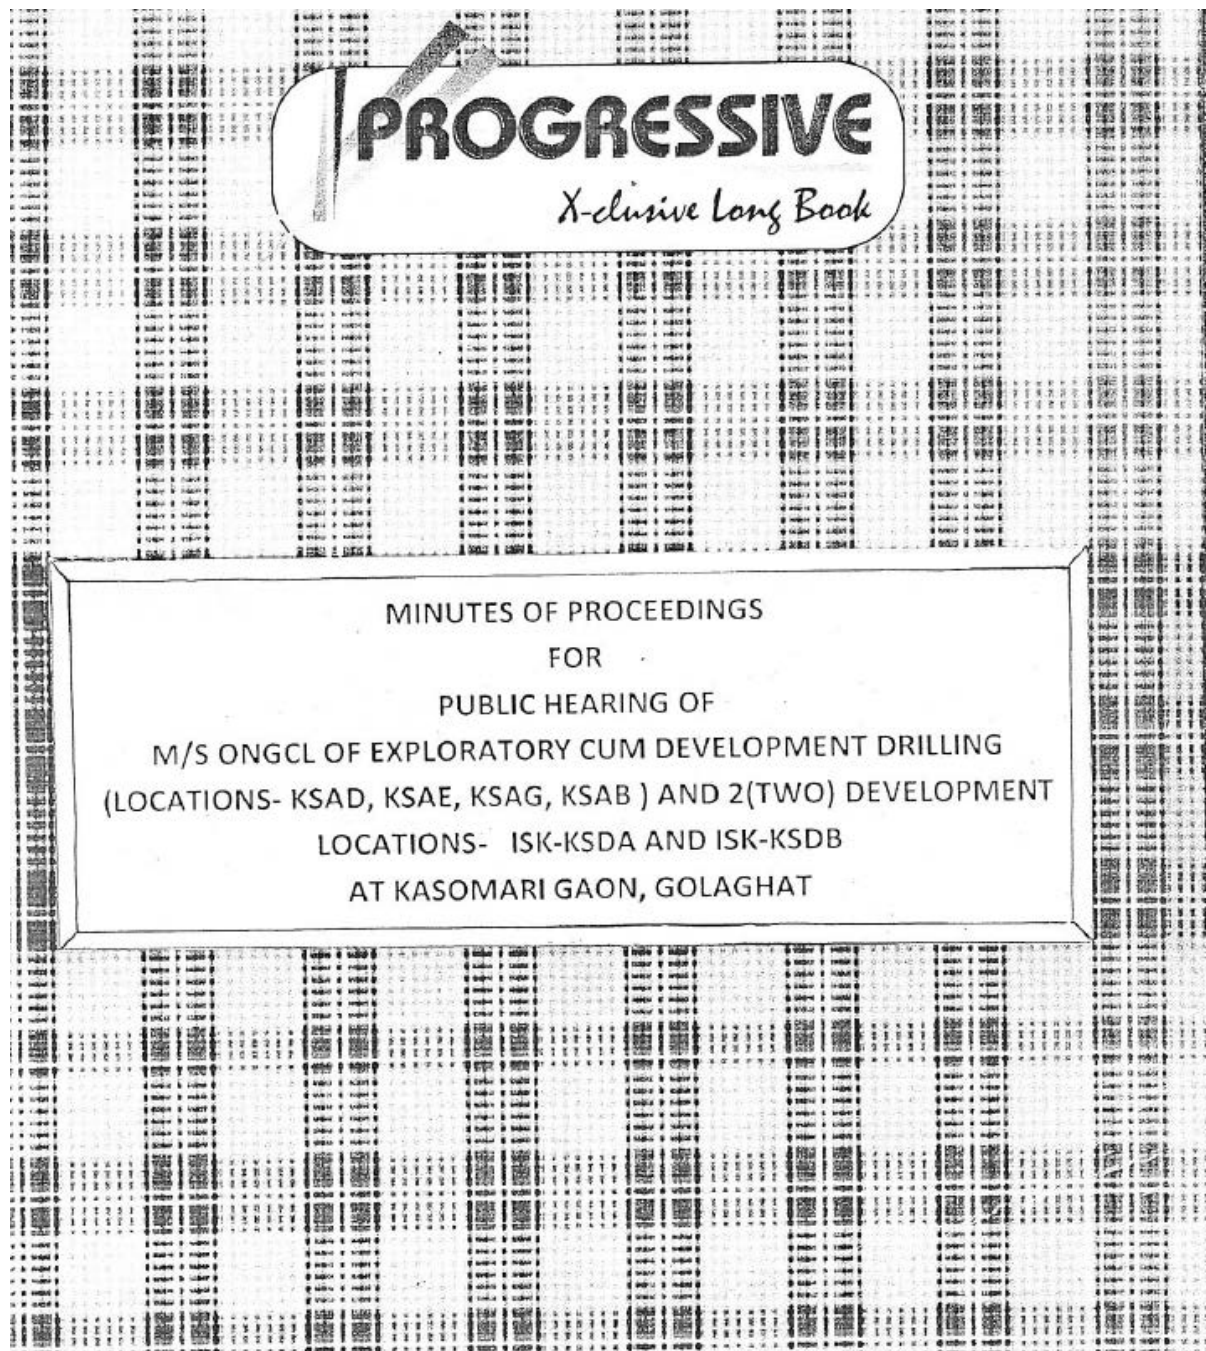 PROGRESSIVE
X-clusive Long Book
MINUTES OF PROCEEDINGS
FOR
PUBLIC HEARING OF
M/S ONGCL OF EXPLORATORY CUM DEVELOPMENT DRILLING
(LOCATIONS- KSAD, KSAE, KSAG, KSAB ) AND 2(TWO) DEVELOPMENT
LOCATIONS- ISK-KSDA AND ISK-KSDB
AT KASOMARI GAON, GOLAGHAT